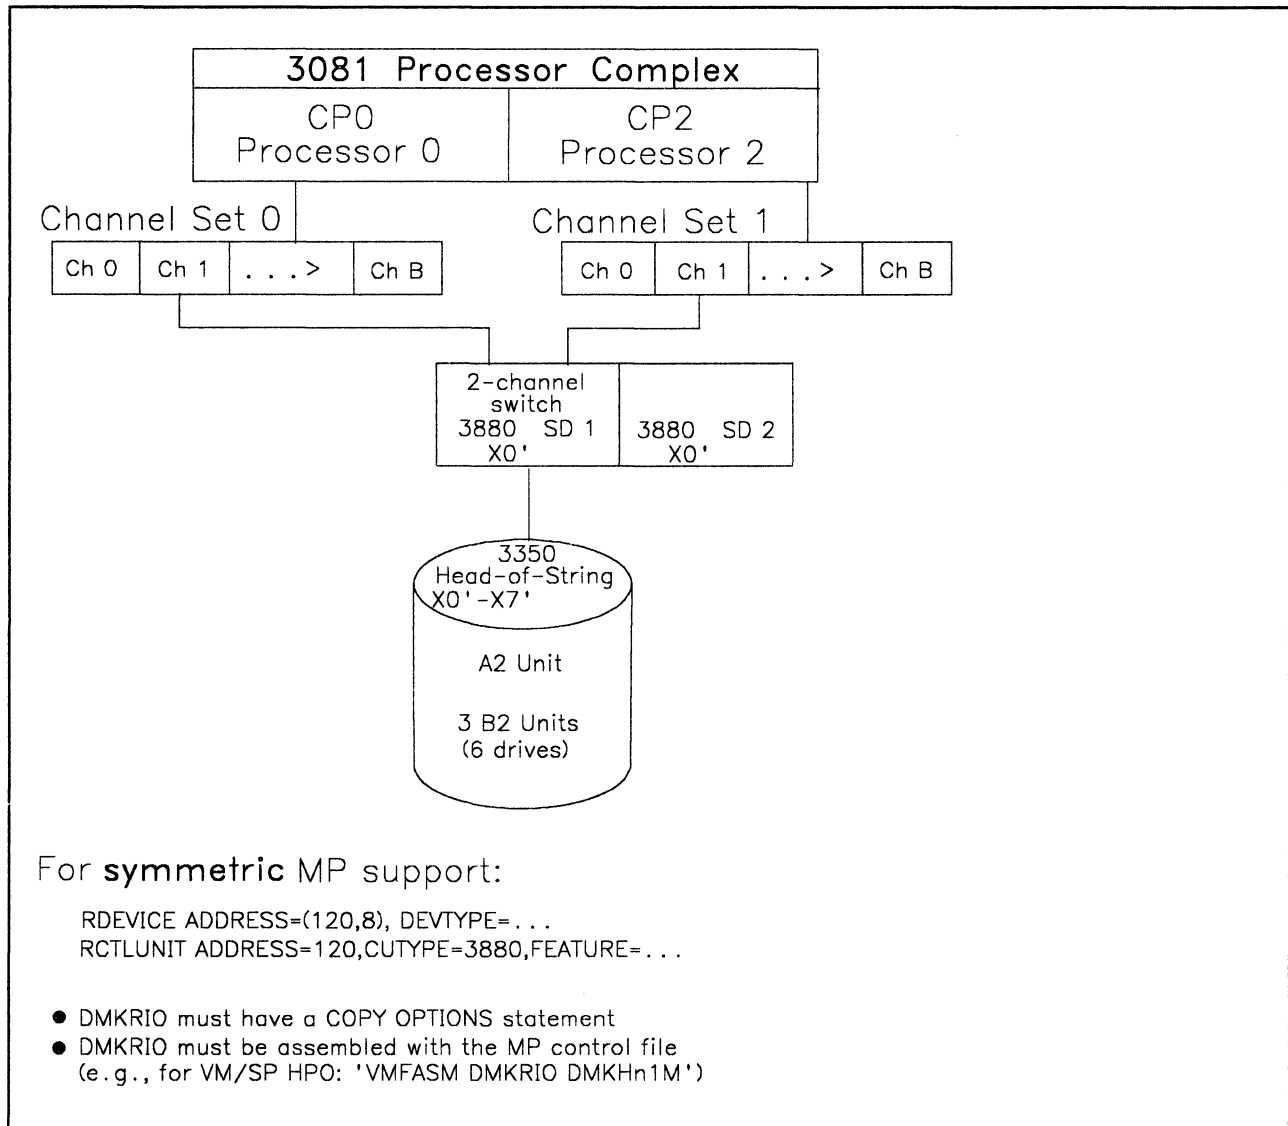 3081 Processor Complex
CP0
Processor 0
CP2
Processor 2
Channel Set 0
Channel Set 1
Ch 0
Ch 1
. . .>
Ch B
Ch 0
Ch 1
. . .>
Ch B
2-channel
switch
3880 SD 1
X0'
3880 SD 2
X0'
3350
Head-of-String
X0'-X7'
A2 Unit
3 B2 Units
(6 drives)
For symmetric MP support:
RDEVICE ADDRESS=(120,8), DEVTYPE=...
RCTLUNIT ADDRESS=120,CUTYPE=3880,FEATURE=...
● DMKRIO must have a COPY OPTIONS statement
● DMKRIO must be assembled with the MP control file
(e.g., for VM/SP HPO: 'VMFASM DMKRIO DMKHn1M')